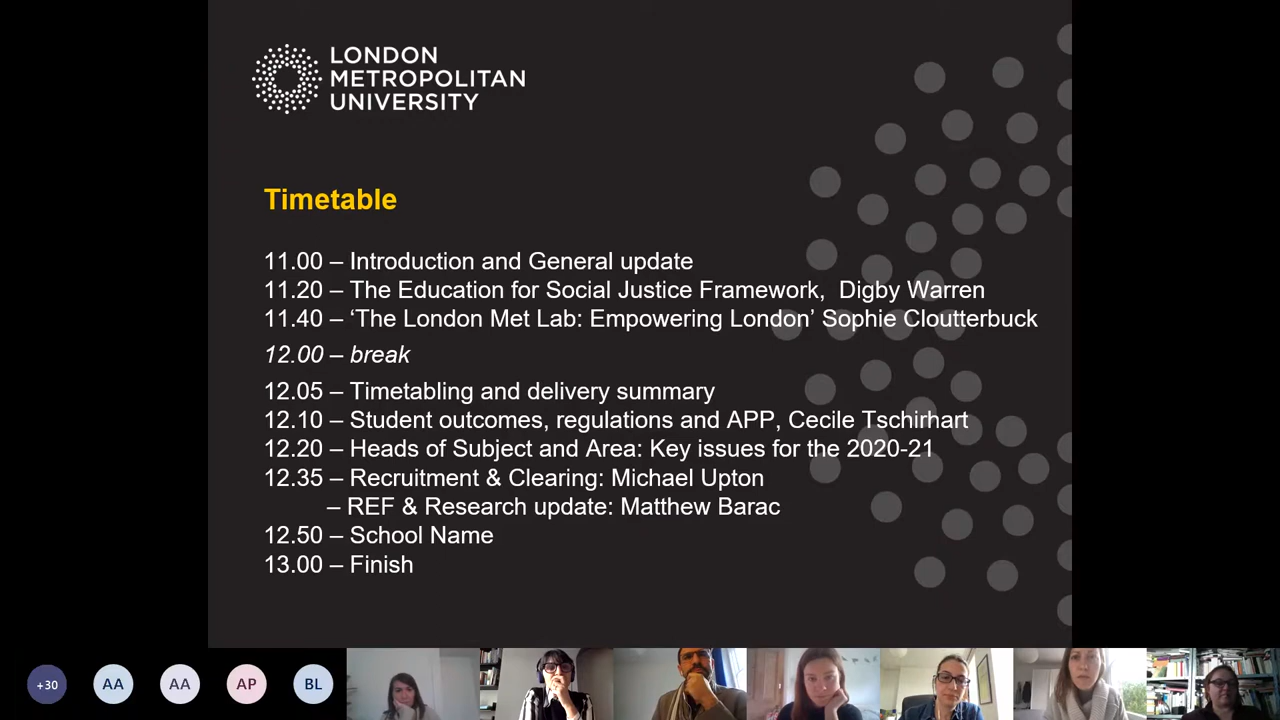 LONDON
METROPOLITAN
UNIVERSITY
Timetable
11.00 – Introduction and General update
11.20 – The Education for Social Justice Framework,  Digby Warren
11.40 – ‘The London Met Lab: Empowering London’ Sophie Cloutterbuck
12.00 – break
12.05 – Timetabling and delivery summary
12.10 – Student outcomes, regulations and APP, Cecile Tschirhart
12.20 – Heads of Subject and Area: Key issues for the 2020-21
12.35 – Recruitment & Clearing: Michael Upton
– REF & Research update: Matthew Barac
12.50 – School Name
13.00 – Finish
+30 AA AA AP BL